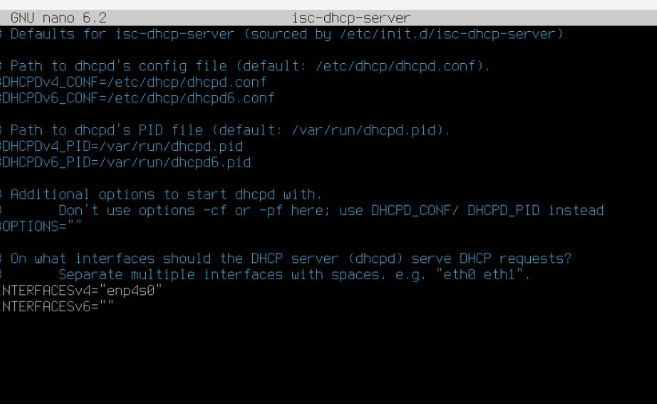 GNU nano 6.2 isc-dhcp-server
# Defaults for isc-dhcp-server (sourced by /etc/init.d/isc-dhcp-server)
# Path to dhcpd's config file (default: /etc/dhcp/dhcpd.conf).
#DHCPDv4_CONF=/etc/dhcp/dhcpd.conf
#DHCPDv6_CONF=/etc/dhcp/dhcpd6.conf
# Path to dhcpd's PID file (default: /var/run/dhcpd.pid).
#DHCPDv4_PID=/var/run/dhcpd.pid
#DHCPDv6_PID=/var/run/dhcpd6.pid
# Additional options to start dhcpd with.
# Don't use options -cf or -pf here; use DHCPD_CONF/ DHCPD_PID instead
#OPTIONS=""
# On what interfaces should the DHCP server (dhcpd) serve DHCP requests?
# Separate multiple interfaces with spaces, e.g. "eth0 eth1".
INTERFACESv4="enp4s0"
INTERFACESv6=""